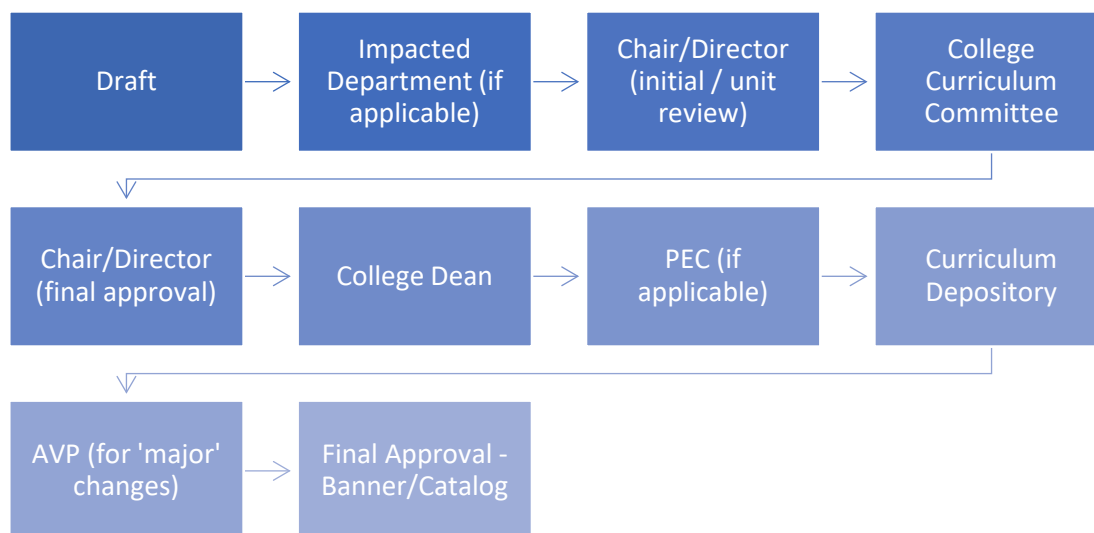 Draft
Impacted
Department (if
applicable)
Chair/Director
(initial / unit
review)
College
Curriculum
Committee
Chair/Director
(final approval)
College Dean
PEC (if
applicable)
Curriculum
Depository
AVP (for 'major'
changes)
Final Approval -
Banner/Catalog